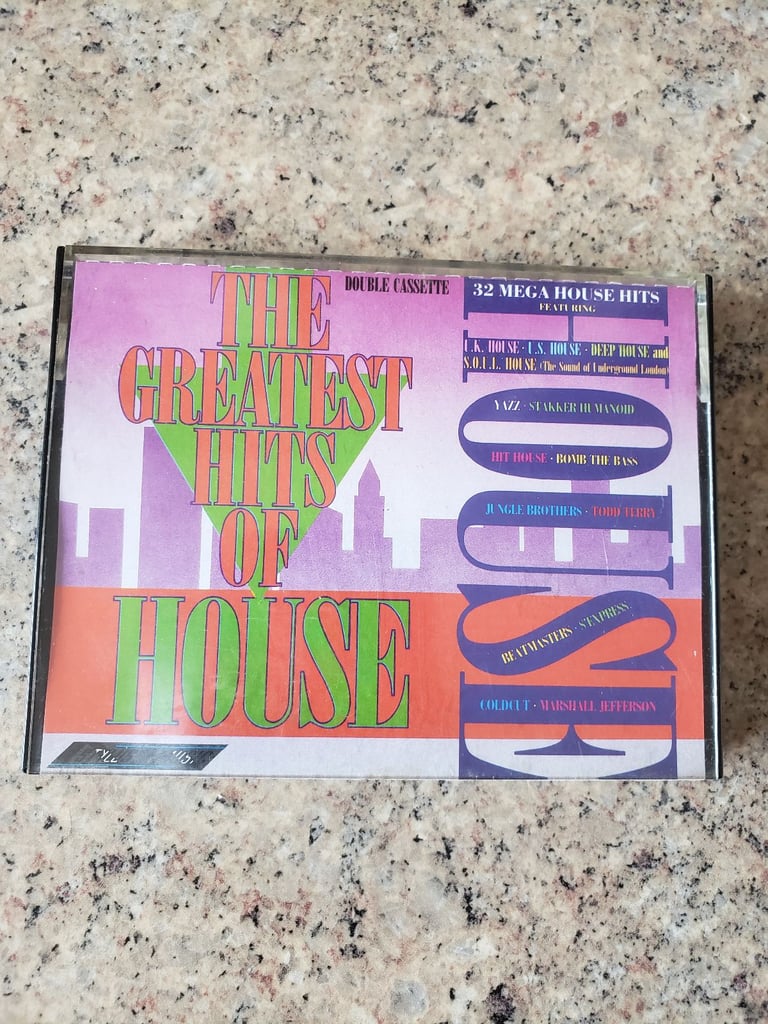 THE
GREATEST
HITS
OF
HOUSE
DOUBLE CASSETTE
32 MEGA HOUSE HITS
FEATURING
U.K. HOUSE · U.S. HOUSE · DEEP HOUSE and
S.O.U.L. HOUSE (The Sound of Underground London)
YAZZ · STAKKER HUMANOID
HIT HOUSE · BOMB THE BASS
JUNGLE BROTHERS · TODD TERRY
BEATMASTERS · S'EXPRESS
COLDCUT · MARSHALL JEFFERSON
HOUSE